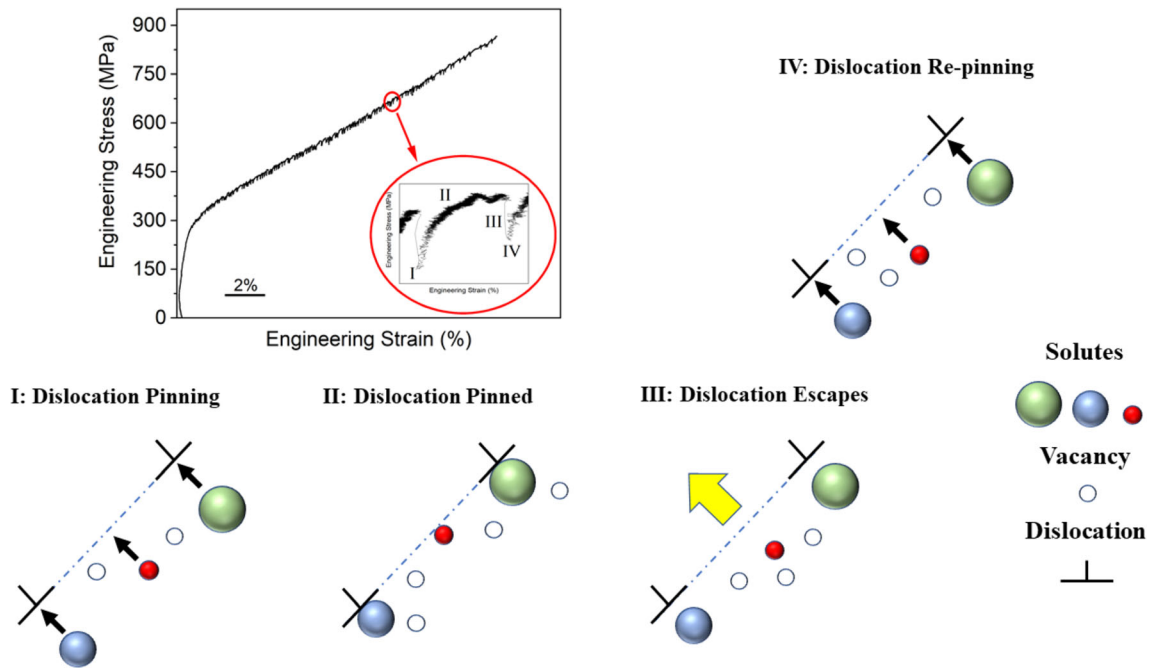 900
750
600
450
300
150
0
Engineering Stress (MPa)
2%
Engineering Strain (%)
Engineering Stress (MPa)
I
II
III
IV
Engineering Strain (%)
IV: Dislocation Re-pinning
I: Dislocation Pinning
II: Dislocation Pinned
III: Dislocation Escapes
Solutes
Vacancy
Dislocation